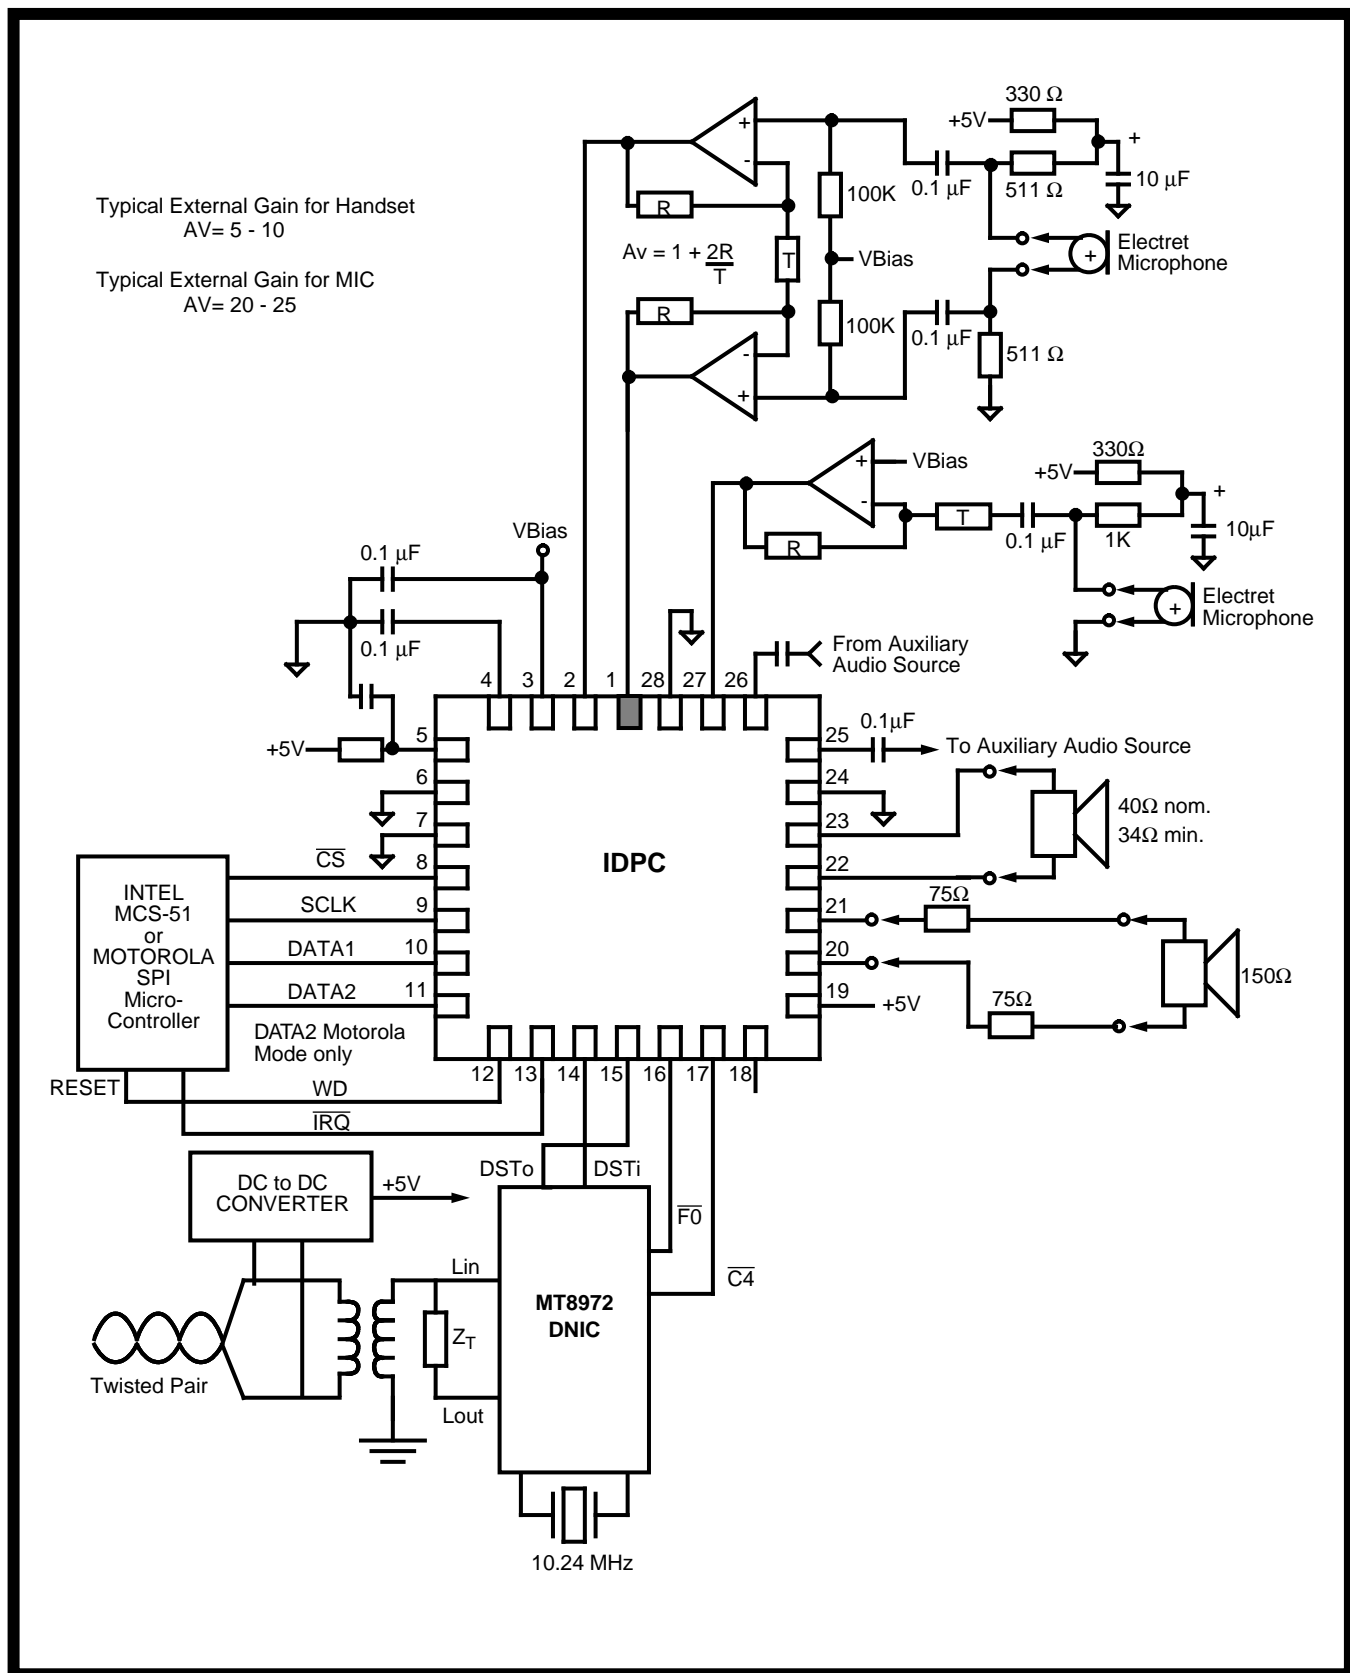 330 Ω
+5V
+
+
-
0.1 µF
511 Ω
10 µF
100K
Typical External Gain for Handset
AV= 5 - 10
R
Av = 1 + 2R
T
T
VBias
+
Electret
Microphone
Typical External Gain for MIC
AV= 20 - 25
R
100K
0.1 µF
511 Ω
-
+
330Ω
+5V
+
VBias
+
-
T
0.1 µF
1K
10µF
R
VBias
0.1 µF
0.1 µF
+
Electret
Microphone
From Auxiliary
Audio Source
4
3
2
1
28
27
26
+5V
5
25
0.1µF
To Auxiliary Audio Source
6
24
40Ω nom.
34Ω min.
7
23
IDPC
CS
8
22
INTEL
MCS-51
or
MOTOROLA
SPI
Micro-
Controller
SCLK
9
21
75Ω
DATA1
10
20
150Ω
DATA2
11
19
+5V
75Ω
DATA2 Motorola
Mode only
12
13
14
15
16
17
18
RESET
WD
IRQ
DSTo
DSTi
DC to DC
CONVERTER
+5V
F0
C4
Lin
MT8972
DNIC
ZT
Twisted Pair
Lout
10.24 MHz